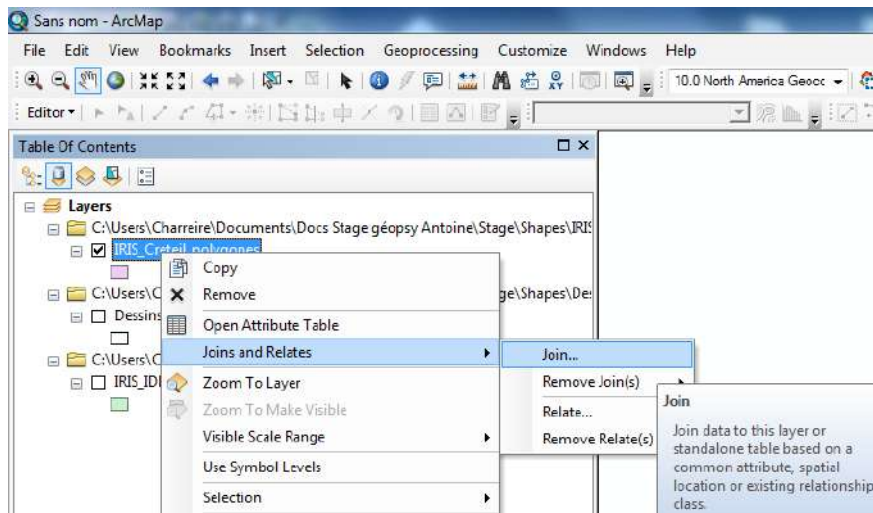 Sans nom - ArcMap
File Edit View Bookmarks Insert Selection Geoprocessing Customize Windows Help
10.0 North America Geocc
Editor
Table Of Contents
Layers
C:\Users\Charreire\Documents\Docs Stage géopsy Antoine\Stage\Shapes\IRIS
IRIS_Creteil_polygones
C:\Users\C
ge\Shapes\De
Dessins
C:\Users\C
IRIS_ID
Copy
Remove
Open Attribute Table
Joins and Relates
Zoom To Layer
Zoom To Make Visible
Visible Scale Range
Use Symbol Levels
Selection
Join...
Remove Join(s)
Relate...
Remove Relate(s)
Join
Join data to this layer or
standalone table based on a
common attribute, spatial
location or existing relationship
class.